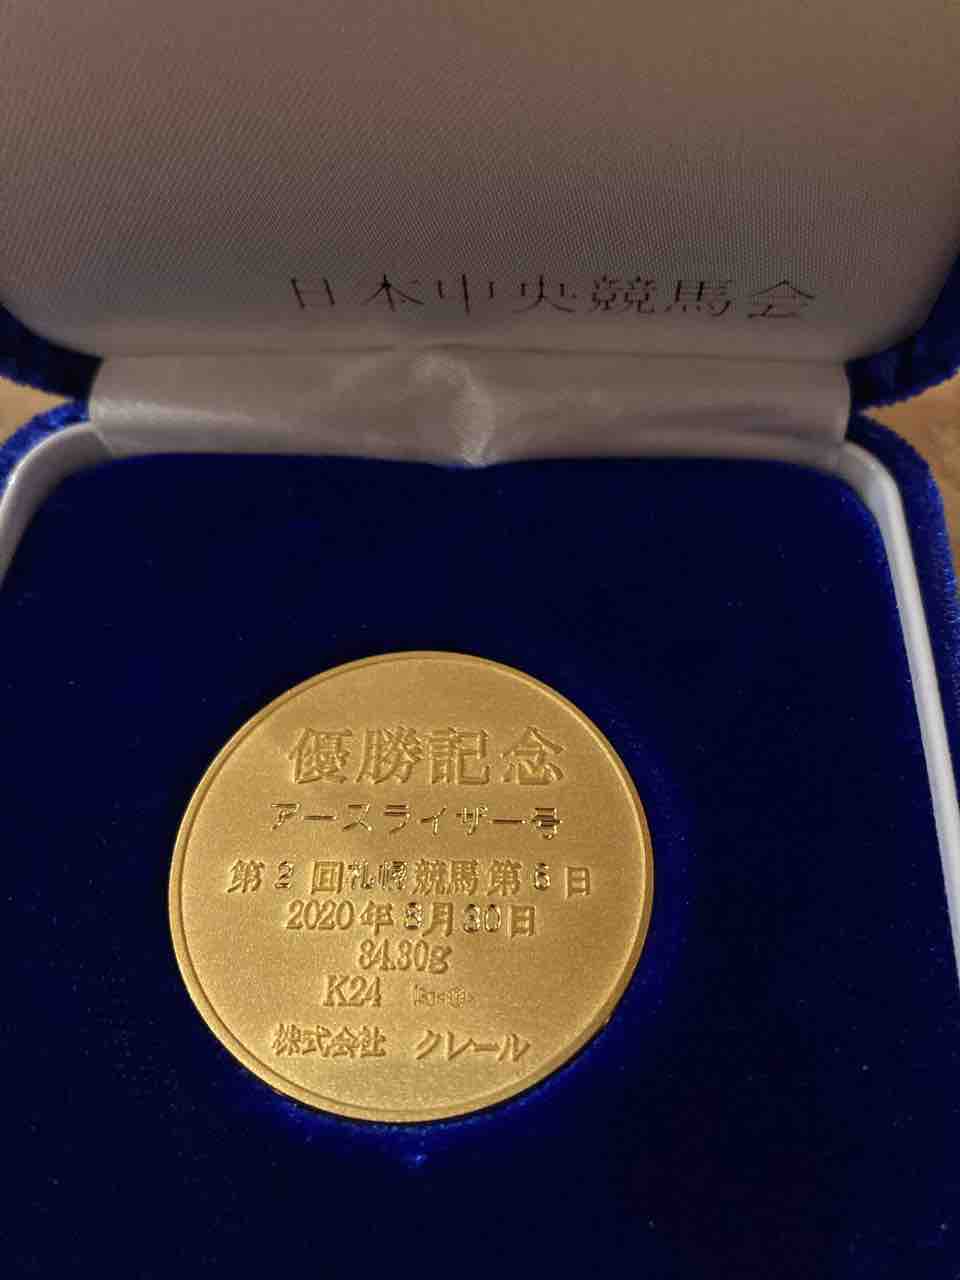 日本中央競馬会
優勝記念
アースライザー号
第2回札幌競馬第6日
2020年8月30日
34.30g
K24
株式会社 クレール